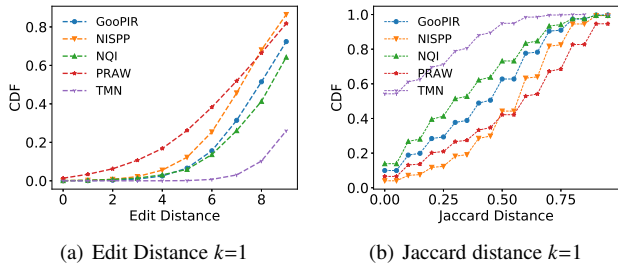 GooPIR
NISPP
NQI
PRAW
TMN
CDF
0.8
0.6
0.4
0.2
0.0
0 2 4 6 8
Edit Distance
(a) Edit Distance k=1
GooPIR
NISPP
NQI
PRAW
TMN
CDF
1.0
0.8
0.6
0.4
0.2
0.0
0.00 0.25 0.50 0.75
Jaccard Distance
(b) Jaccard distance k=1